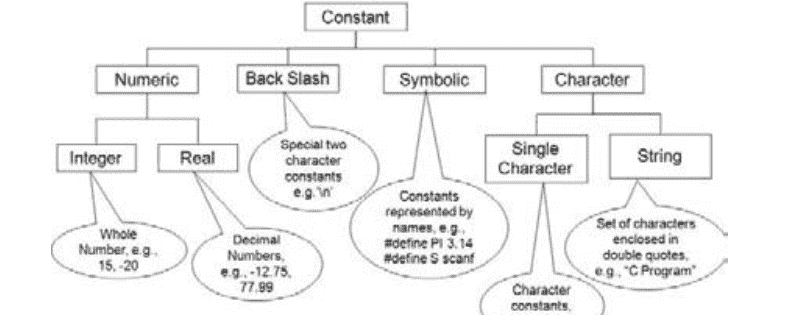 Constant
Numeric
Back Slash
Symbolic
Character
Integer
Real
Single
Character
String
Special two
character
constants
e.g.'\n'
Constants
represented by
names, e.g.,
#define PI 3.14
#define S scanf
Whole
Number, e.g.,
15, -20
Decimal
Numbers,
e.g., -12.75,
77.99
Set of characters
enclosed in
double quotes,
e.g., “C Program”
Character
constants,